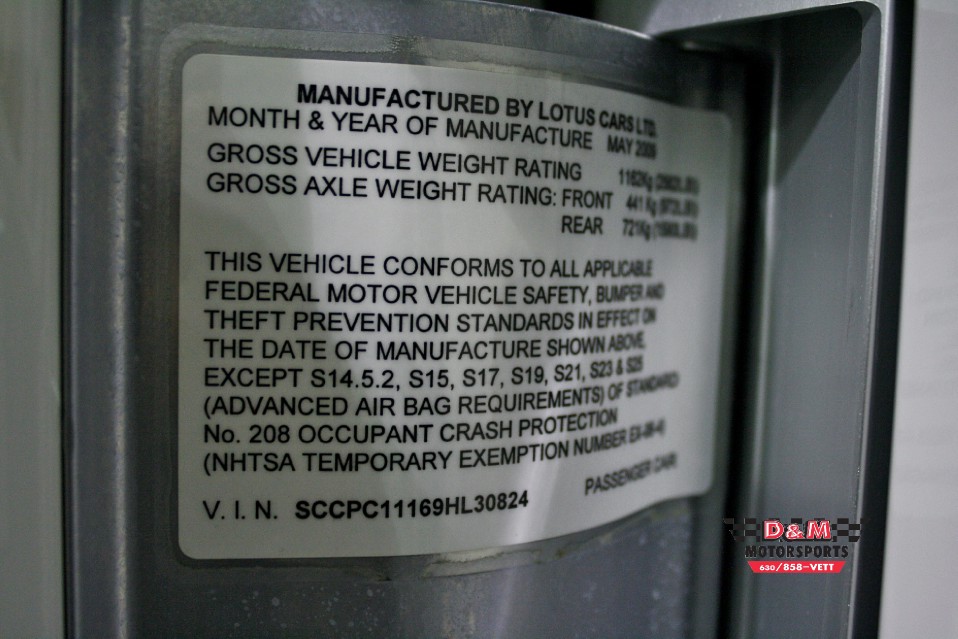 MANUFACTURED BY LOTUS CARS LTD.
MONTH & YEAR OF MANUFACTURE MAY
GROSS VEHICLE WEIGHT RATING 1162Kg
GROSS AXLE WEIGHT RATING: FRONT 441 Kg
REAR 721Kg
THIS VEHICLE CONFORMS TO ALL APPLICABLE
FEDERAL MOTOR VEHICLE SAFETY, BUMPER AND
THEFT PREVENTION STANDARDS IN EFFECT ON
THE DATE OF MANUFACTURE SHOWN ABOVE,
EXCEPT S14.5.2, S15, S17, S19, S21, S23 & S25
(ADVANCED AIR BAG REQUIREMENTS) OF STANDARD
No. 208 OCCUPANT CRASH PROTECTION
(NHTSA TEMPORARY EXEMPTION NUMBER
PASSENGER CAR
V. I. N. SCCPC11169HL30824
D&M
MOTORSPORTS
630/858-VETT